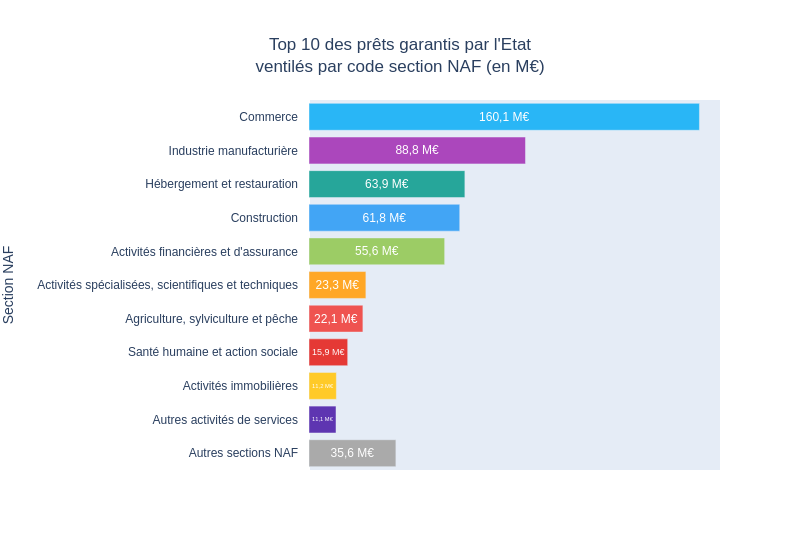 Top 10 des prêts garantis par l'Etat
ventilés par code section NAF (en M€)
Section NAF
Commerce 160,1 M€
Industrie manufacturière 88,8 M€
Hébergement et restauration 63,9 M€
Construction 61,8 M€
Activités financières et d'assurance 55,6 M€
Activités spécialisées, scientifiques et techniques 23,3 M€
Agriculture, sylviculture et pêche 22,1 M€
Santé humaine et action sociale 15,9 M€
Activités immobilières
Autres activités de services 11,1 M€
Autres sections NAF 35,6 M€